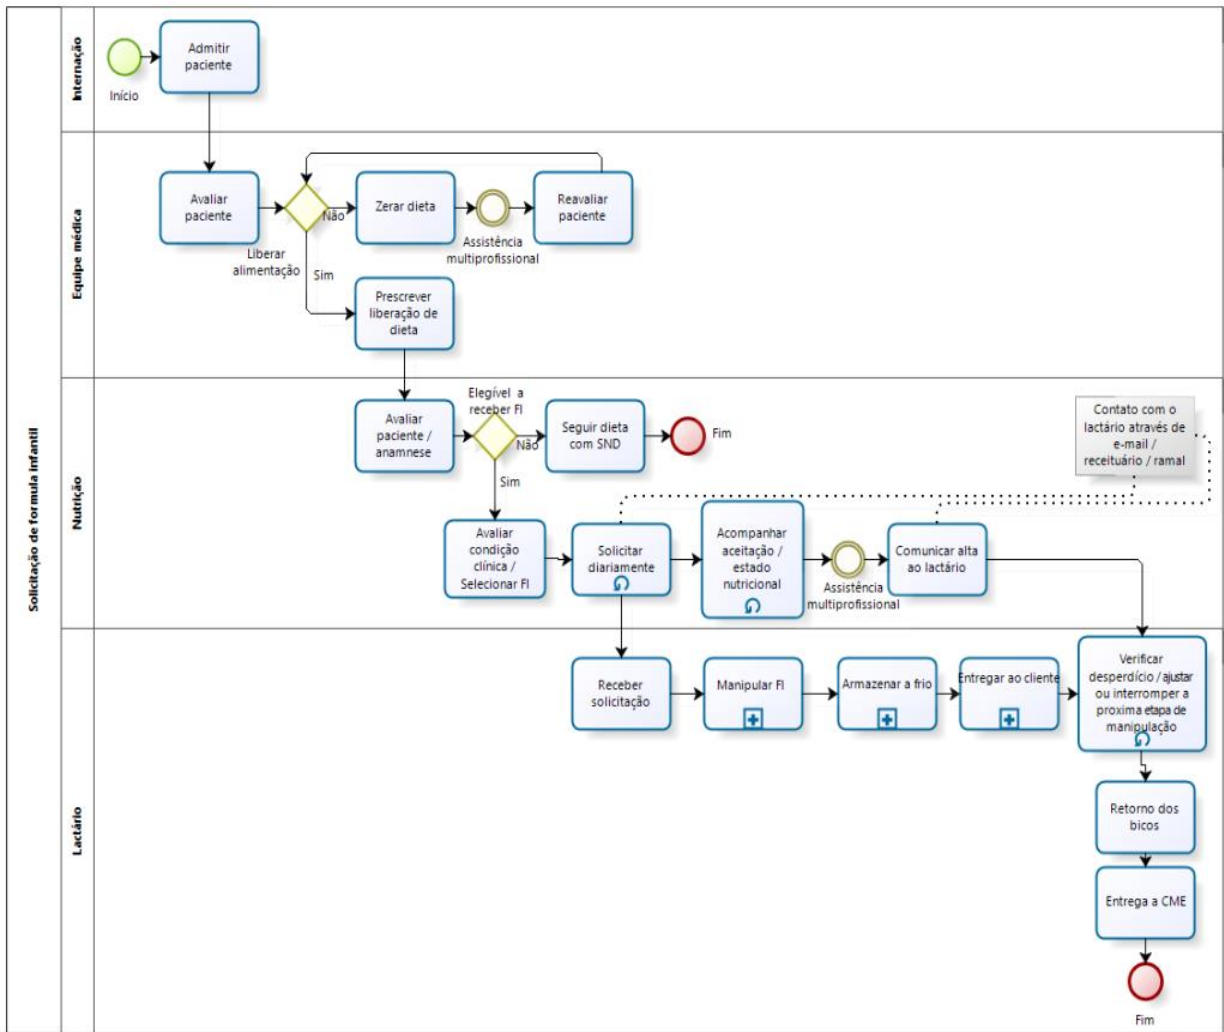 Solicitação de formula infantil
Internação
Início
Admitir
paciente
Equipe médica
Avaliar
paciente
Liberar
alimentação
Não
Sim
Zerar dieta
Assistência
multiprofissional
Reavaliar
paciente
Prescrever
liberação de
dieta
Nutrição
Avaliar
paciente /
anamnese
Elegível a
receber FI
Não
Sim
Seguir dieta
com SND
Fim
Contato com o
lactário através de
e-mail /
receituário / ramal
Avaliar
condição
clínica /
Selecionar FI
Solicitar
diariamente
Acompanhar
aceitação /
estado
nutricional
Assistência
multiprofissional
Comunicar alta
ao lactário
Lactário
Receber
solicitação
Manipular FI
Armazenar a frio
Entregar ao cliente
Verificar
desperdício / ajustar
ou interromper a
proxima etapa de
manipulação
Retorno dos
bicos
Entrega a CME
Fim